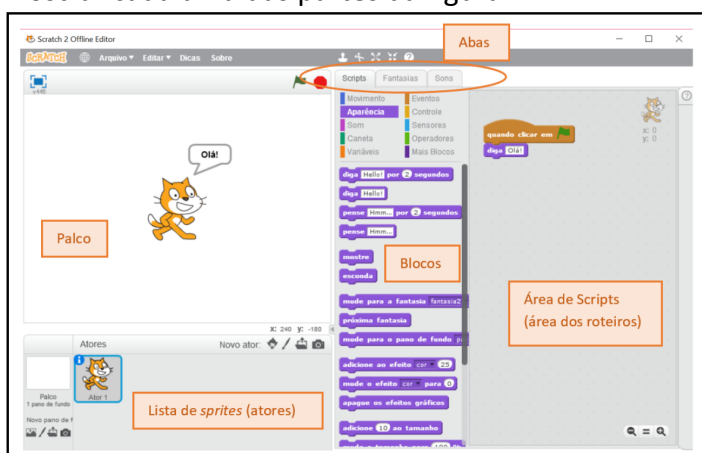 Scratch 2 Offline Editor
Abas
SCRATCH Arquivo Editar Dicas Sobre
v446
Scripts Fantasias Sons
Movimento Eventos
Aparência Controle
Som Sensores
Caneta Operadores
Variáveis Mais Blocos
Olá!
Palco
diga Hello! por 2 segundos
diga Hello!
pense Hmm... por 2 segundos
pense Hmm...
mostre
esconda
Blocos
mude para a fantasia fantasia2
próxima fantasia
mude para o pano de fundo
adicione ao efeito cor 25
mude o efeito cor para 0
apague os efeitos gráficos
adicione 10 ao tamanho
quando clicar em
diga Olá!
x: 0
y: 0
Área de Scripts
(área dos roteiros)
x: 240 y: -180
Atores Novo ator:
Palco
1 pano de fundo
Ator 1
Novo pano de f
Lista de sprites (atores)